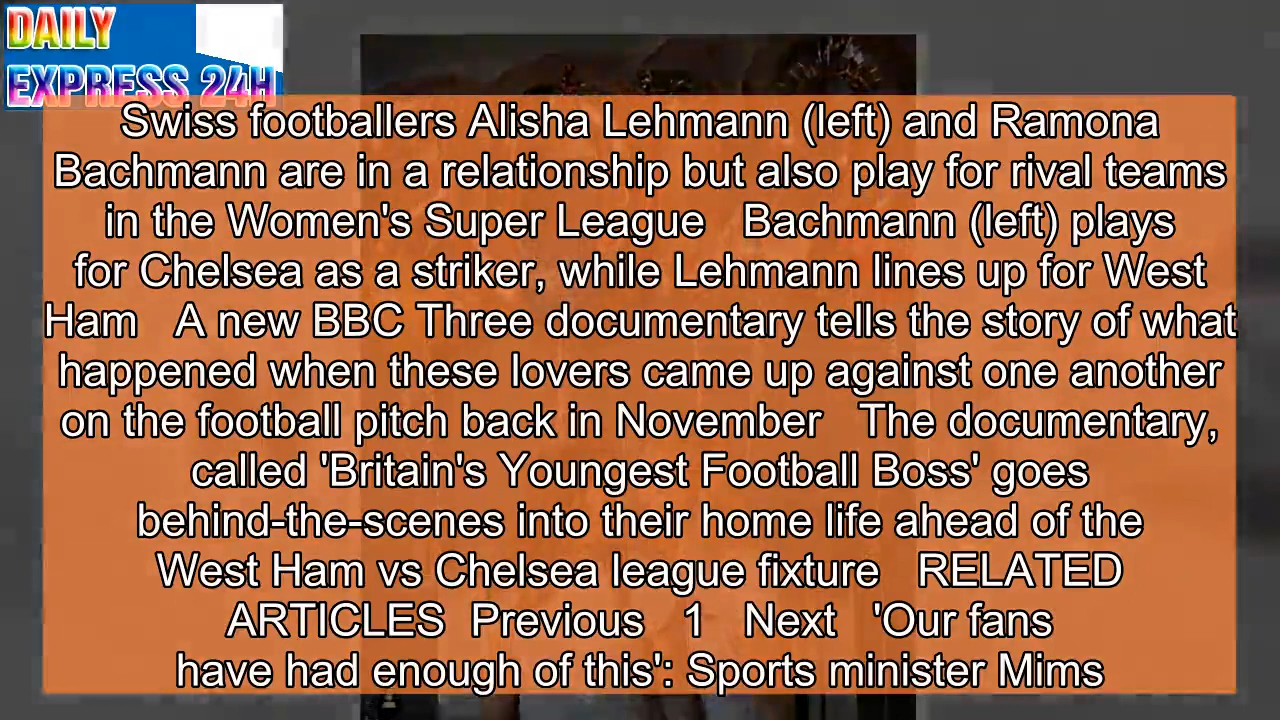 DAILY
EXPRESS 24H
Swiss footballers Alisha Lehmann (left) and Ramona
Bachmann are in a relationship but also play for rival teams
in the Women's Super League   Bachmann (left) plays
for Chelsea as a striker, while Lehmann lines up for West
Ham   A new BBC Three documentary tells the story of what
happened when these lovers came up against one another
on the football pitch back in November   The documentary,
called 'Britain's Youngest Football Boss' goes
behind-the-scenes into their home life ahead of the
West Ham vs Chelsea league fixture   RELATED
ARTICLES  Previous   1   Next   'Our fans
have had enough of this': Sports minister Mims